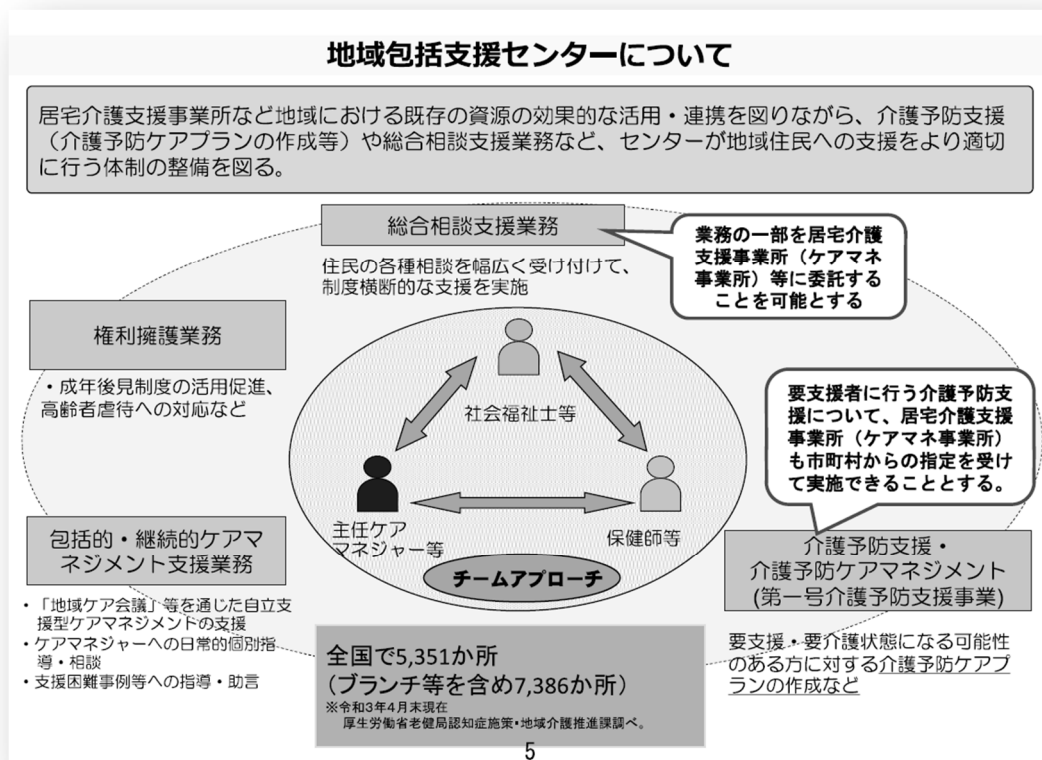 地域包括支援センターについて
居宅介護支援事業所など地域における既存の資源の効果的な活用・連携を図りながら、介護予防支援
（介護予防ケアプランの作成等）や総合相談支援業務など、センターが地域住民への支援をより適切
に行う体制の整備を図る。
総合相談支援業務
住民の各種相談を幅広く受け付けて、
制度横断的な支援を実施
業務の一部を居宅介護
支援事業所（ケアマネ
事業所）等に委託する
ことを可能とする
権利擁護業務
・成年後見制度の活用促進、
高齢者虐待への対応など
社会福祉士等
主任ケア
マネジャー等
保健師等
チームアプローチ
要支援者に行う介護予防支
援について、居宅介護支援
事業所（ケアマネ事業所）
も市町村からの指定を受け
て実施できることとする。
包括的・継続的ケアマ
ネジメント支援業務
・「地域ケア会議」等を通じた自立支
援型ケアマネジメントの支援
・ケアマネジャーへの日常的個別指
導・相談
・支援困難事例等への指導・助言
介護予防支援・
介護予防ケアマネジメント
(第一号介護予防支援事業)
要支援・要介護状態になる可能性
のある方に対する介護予防ケアプ
ランの作成など
全国で5,351か所
（ブランチ等を含め7,386か所）
※令和3年4月末現在
厚生労働省老健局認知症施策・地域介護推進課調べ。
5